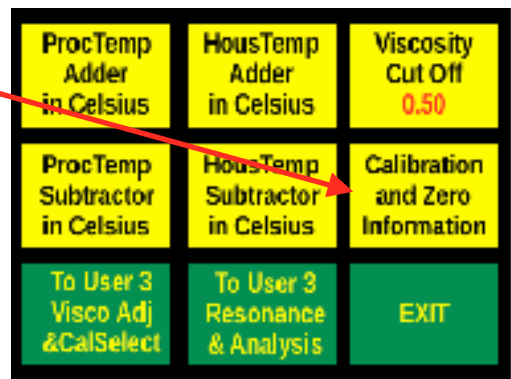 ProcTemp
Adder
in Celsius
HousTemp
Adder
in Celsius
Viscosity
Cut Off
0.50
ProcTemp
Subtractor
in Celsius
HousTemp
Subtractor
in Celsius
Calibration
and Zero
Information
To User 3
Visco Adj
&CalSelect
To User 3
Resonance
& Analysis
EXIT